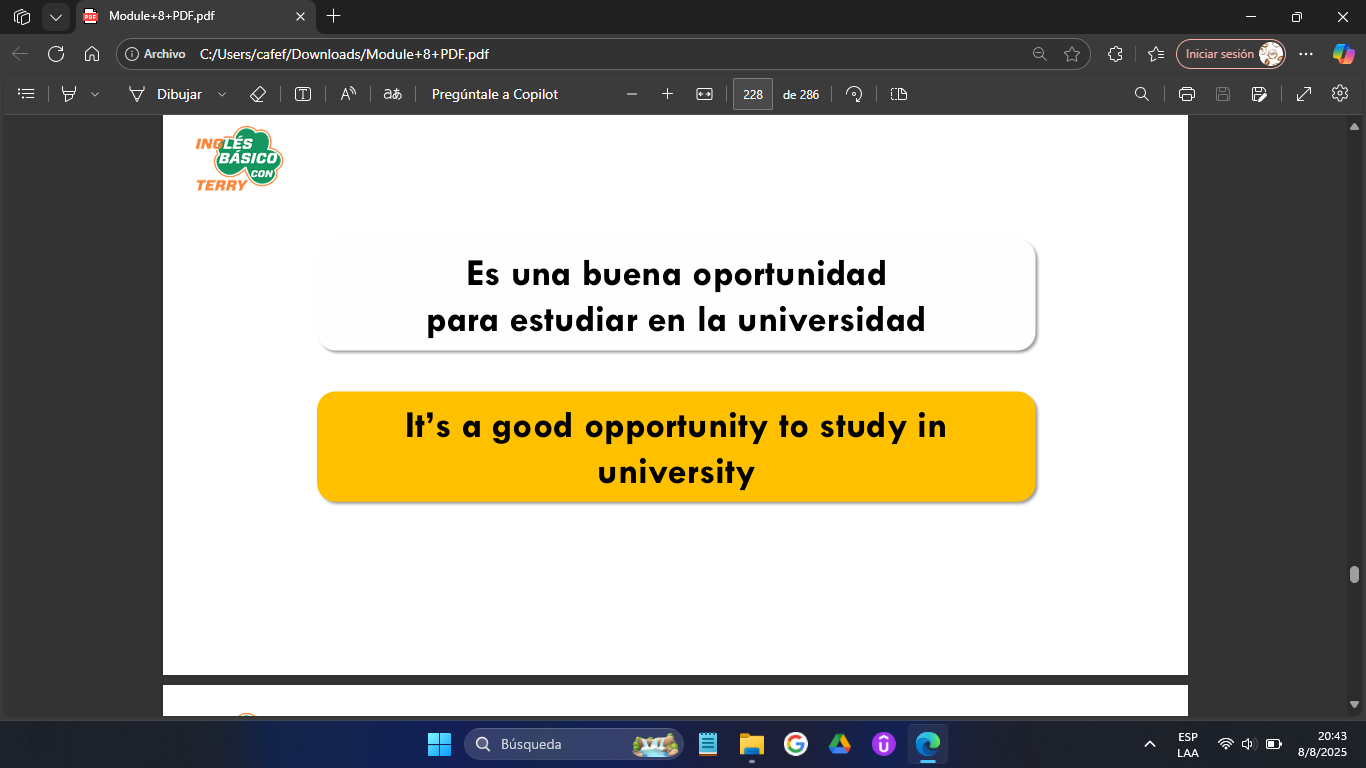 Module+8+PDF.pdf
Archivo C:/Users/cafef/Downloads/Module+8+PDF.pdf Iniciar sesión
Dibujar aあ Pregúntale a Copilot 228 de 286
INGLÉS
BÁSICO
CON
TERRY
Es una buena oportunidad
para estudiar en la universidad
It's a good opportunity to study in
university
Búsqueda
ESP
LAA
20:43
8/8/2025